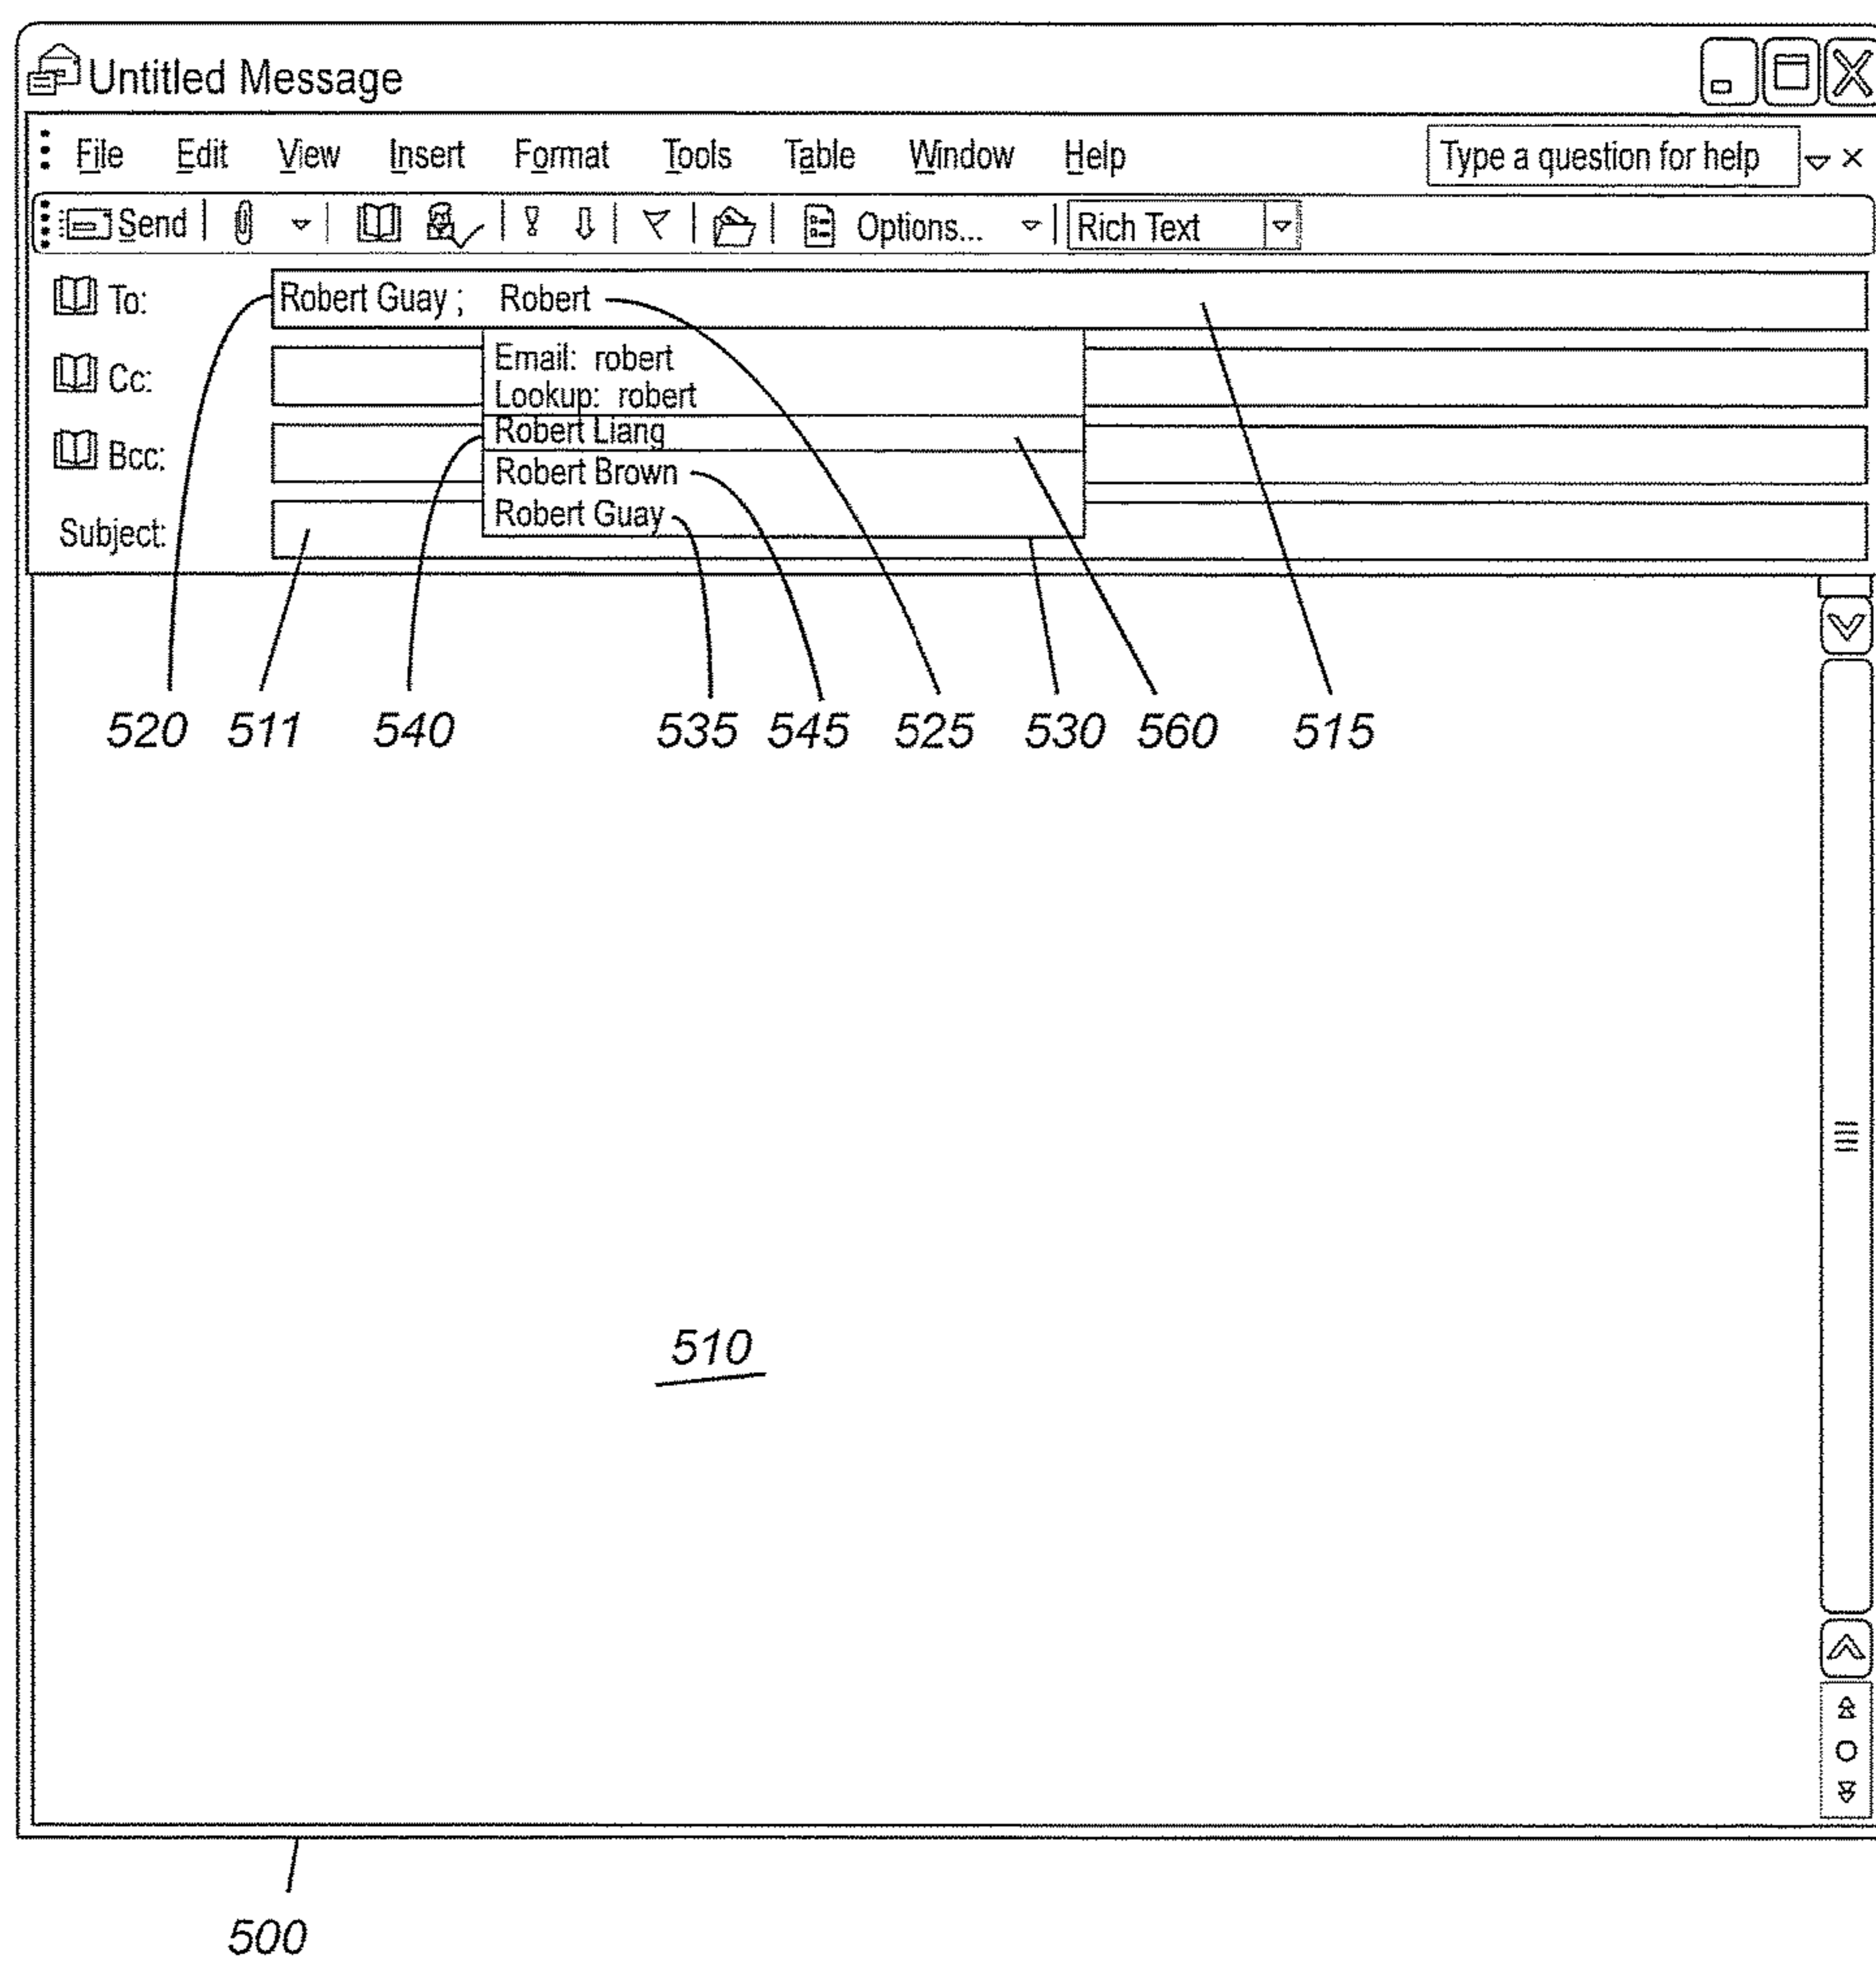 Untitled Message
File Edit View Insert Format Tools Table Window Help Type a question for help
Send Options... Rich Text
To: Robert Guay ; Robert
Email: robert
Cc:
Lookup: robert
Robert Liang
Bcc:
Robert Brown
Robert Guay
Subject:
520 511 540 535 545 525 530 560 515
510
500